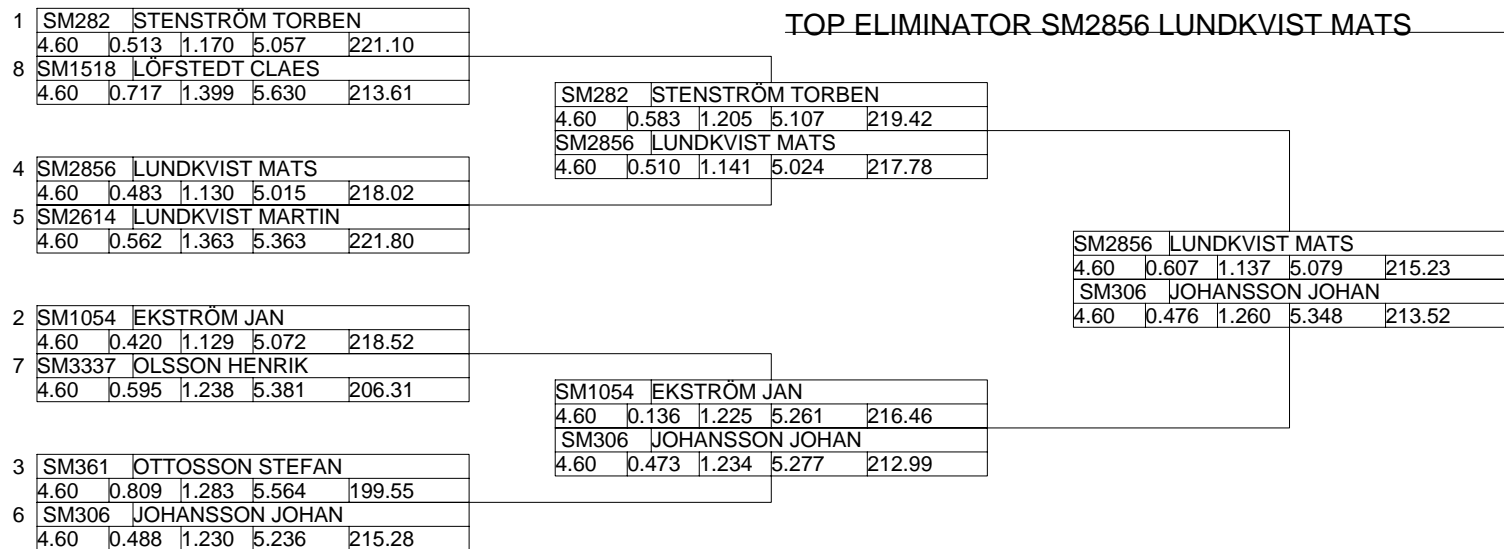 TOP ELIMINATOR SM2856 LUNDKVIST MATS
1 SM282 STENSTRÖM TORBEN
4.60 0.513 1.170 5.057 221.10
8 SM1518 LÖFSTEDT CLAES
4.60 0.717 1.399 5.630 213.61
4 SM2856 LUNDKVIST MATS
4.60 0.483 1.130 5.015 218.02
5 SM2614 LUNDKVIST MARTIN
4.60 0.562 1.363 5.363 221.80
2 SM1054 EKSTRÖM JAN
4.60 0.420 1.129 5.072 218.52
7 SM3337 OLSSON HENRIK
4.60 0.595 1.238 5.381 206.31
3 SM361 OTTOSSON STEFAN
4.60 0.809 1.283 5.564 199.55
6 SM306 JOHANSSON JOHAN
4.60 0.488 1.230 5.236 215.28
SM282 STENSTRÖM TORBEN
4.60 0.583 1.205 5.107 219.42
SM2856 LUNDKVIST MATS
4.60 0.510 1.141 5.024 217.78
SM1054 EKSTRÖM JAN
4.60 0.136 1.225 5.261 216.46
SM306 JOHANSSON JOHAN
4.60 0.473 1.234 5.277 212.99
SM2856 LUNDKVIST MATS
4.60 0.607 1.137 5.079 215.23
SM306 JOHANSSON JOHAN
4.60 0.476 1.260 5.348 213.52